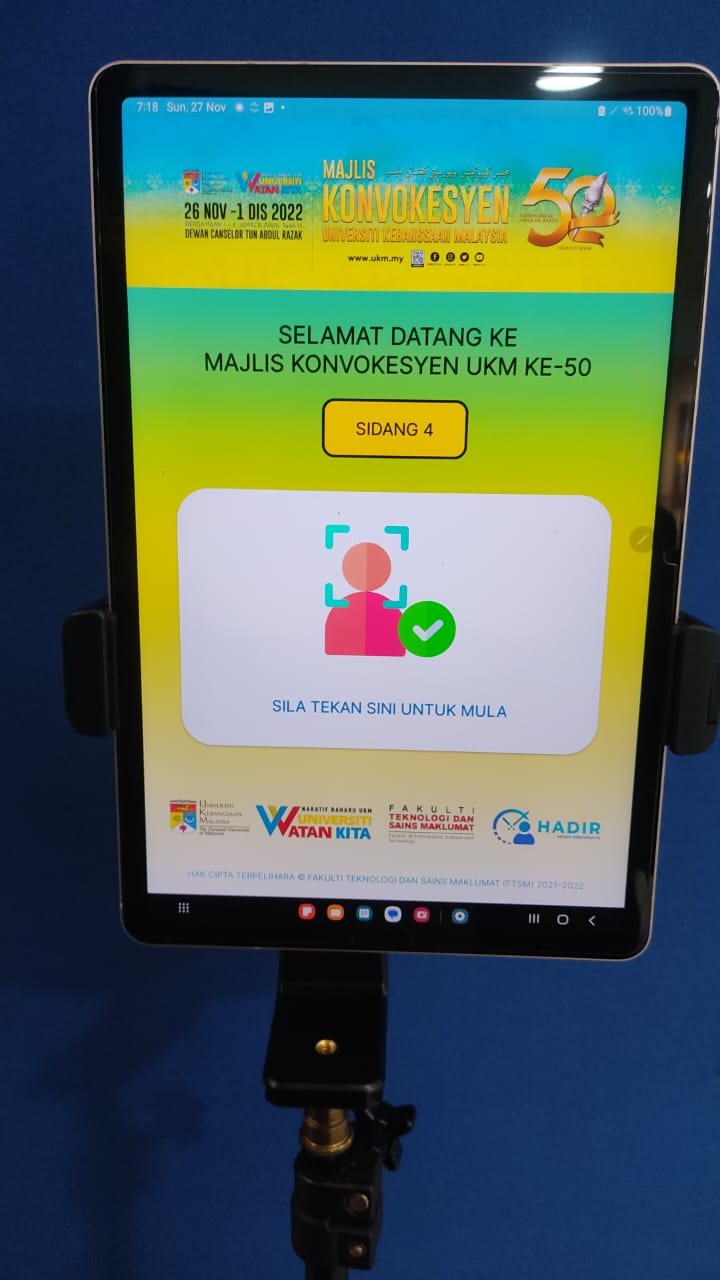 7:18 Sun, 27 Nov
100%
UNIVERSITI
WATAN KITA
26 NOV -1 DIS 2022
DEWAN CANSELOR TUN ABDUL RAZAK
MAJLIS
KONVOKESYEN
UNIVERSITI KEBANGSAAN MALAYSIA
www.ukm.my
50
SELAMAT DATANG KE
MAJLIS KONVOKESYEN UKM KE-50
SIDANG 4
SILA TEKAN SINI UNTUK MULA
UNIVERSITI
KEBANGSAAN
MALAYSIA
The National University
of Malaysia
NARATIF BAHARU UKM
UNIVERSITI
WATAN KITA
FAKULTI
TEKNOLOGI DAN
SAINS MAKLUMAT
Faculty of Information Science and
Technology
HADIR
HAK CIPTA TERPELIHARA © FAKULTI TEKNOLOGI DAN SAINS MAKLUMAT (FTSM) 2021-2022